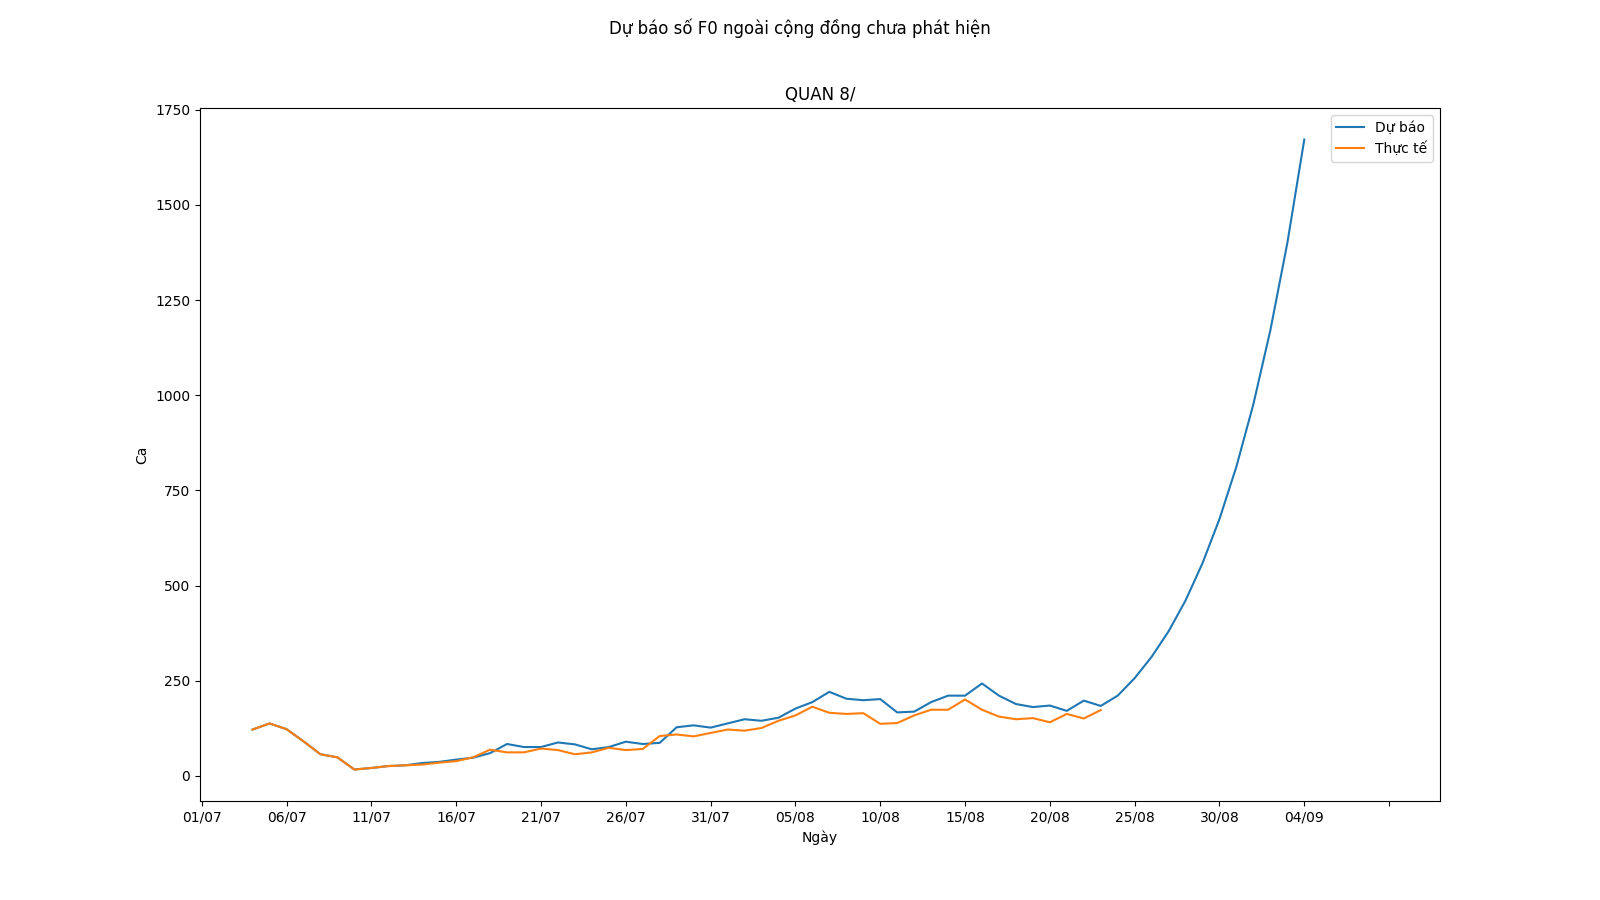 Dự báo số F0 ngoài cộng đồng chưa phát hiện
QUAN 8/
1750
1500
1250
1000
750
500
250
0
Ca
Dự báo
Thực tế
01/07 06/07 11/07 16/07 21/07 26/07 31/07 05/08 10/08 15/08 20/08 25/08 30/08 04/09
Ngày